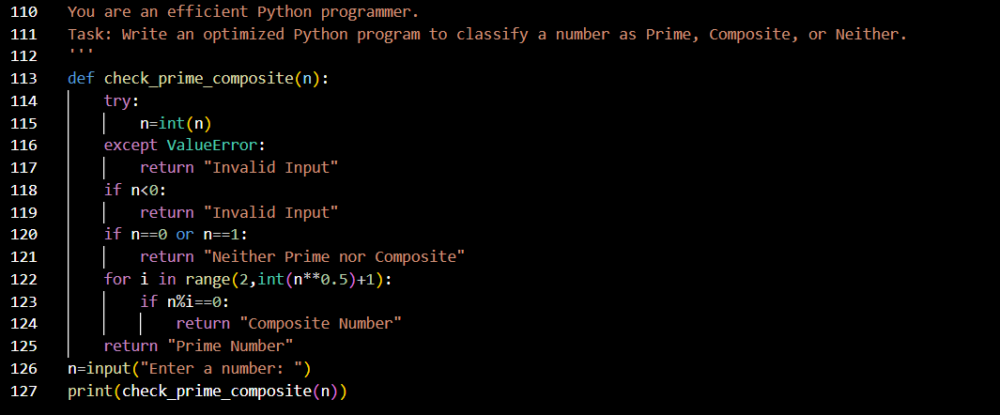 110 You are an efficient Python programmer.
111 Task: Write an optimized Python program to classify a number as Prime, Composite, or Neither.
112 '''
113 def check_prime_composite(n):
114     try:
115         n=int(n)
116     except ValueError:
117         return "Invalid Input"
118     if n<0:
119         return "Invalid Input"
120     if n==0 or n==1:
121         return "Neither Prime nor Composite"
122     for i in range(2,int(n**0.5)+1):
123         if n%i==0:
124             return "Composite Number"
125     return "Prime Number"
126 n=input("Enter a number: ")
127 print(check_prime_composite(n))